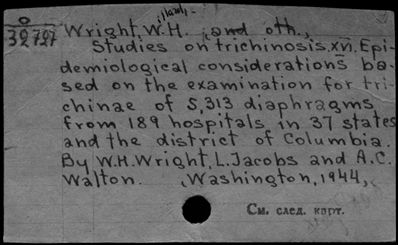 o
39727
Wright, W.H. and oth.,
Studies on trichinosis. XVI. Epi-
demiological considerations ba-
sed on the examination for tri-
chinae of 5,313 diaphragms
from 189 hospitals in 37 states
and the district of Columbia.
By W.H. Wright, L. Jacobs and A.C.
Walton. Washington, 1944,
См. след. карт.